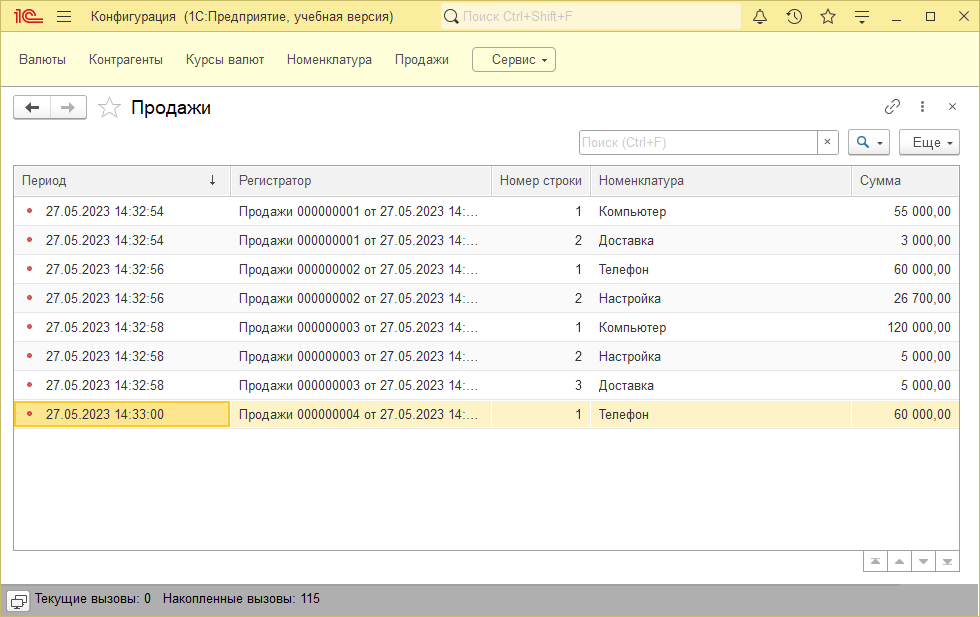 1С Конфигурация (1С:Предприятие, учебная версия) Поиск Ctrl+Shift+F
Валюты Контрагенты Курсы валют Номенклатура Продажи Сервис
Продажи
Поиск (Ctrl+F) × Еще
Период ↓ Регистратор Номер строки Номенклатура Сумма
27.05.2023 14:32:54 Продажи 000000001 от 27.05.2023 14:... 1 Компьютер 55 000,00
27.05.2023 14:32:54 Продажи 000000001 от 27.05.2023 14:... 2 Доставка 3 000,00
27.05.2023 14:32:56 Продажи 000000002 от 27.05.2023 14:... 1 Телефон 60 000,00
27.05.2023 14:32:56 Продажи 000000002 от 27.05.2023 14:... 2 Настройка 26 700,00
27.05.2023 14:32:58 Продажи 000000003 от 27.05.2023 14:... 1 Компьютер 120 000,00
27.05.2023 14:32:58 Продажи 000000003 от 27.05.2023 14:... 2 Настройка 5 000,00
27.05.2023 14:32:58 Продажи 000000003 от 27.05.2023 14:... 3 Доставка 5 000,00
27.05.2023 14:33:00 Продажи 000000004 от 27.05.2023 14:... 1 Телефон 60 000,00
Текущие вызовы: 0 Накопленные вызовы: 115